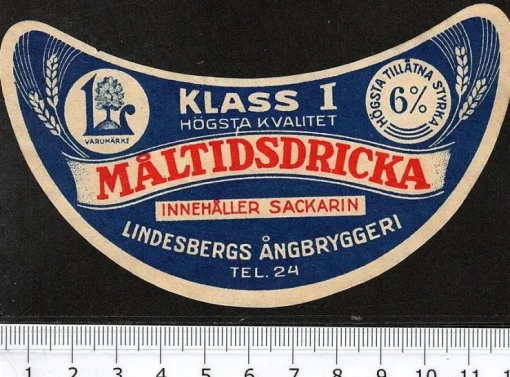 KLASS I
HÖGSTA KVALITET
Lr
VARUMÄRKE
HÖGSTA TILLÅTNA STYRKA
6%
MÅLTIDSDRICKA
INNEHÅLLER SACKARIN
LINDESBERGS ÅNGBRYGGERI
TEL. 24
1 2 3 4 5 6 7 8 9 10 11